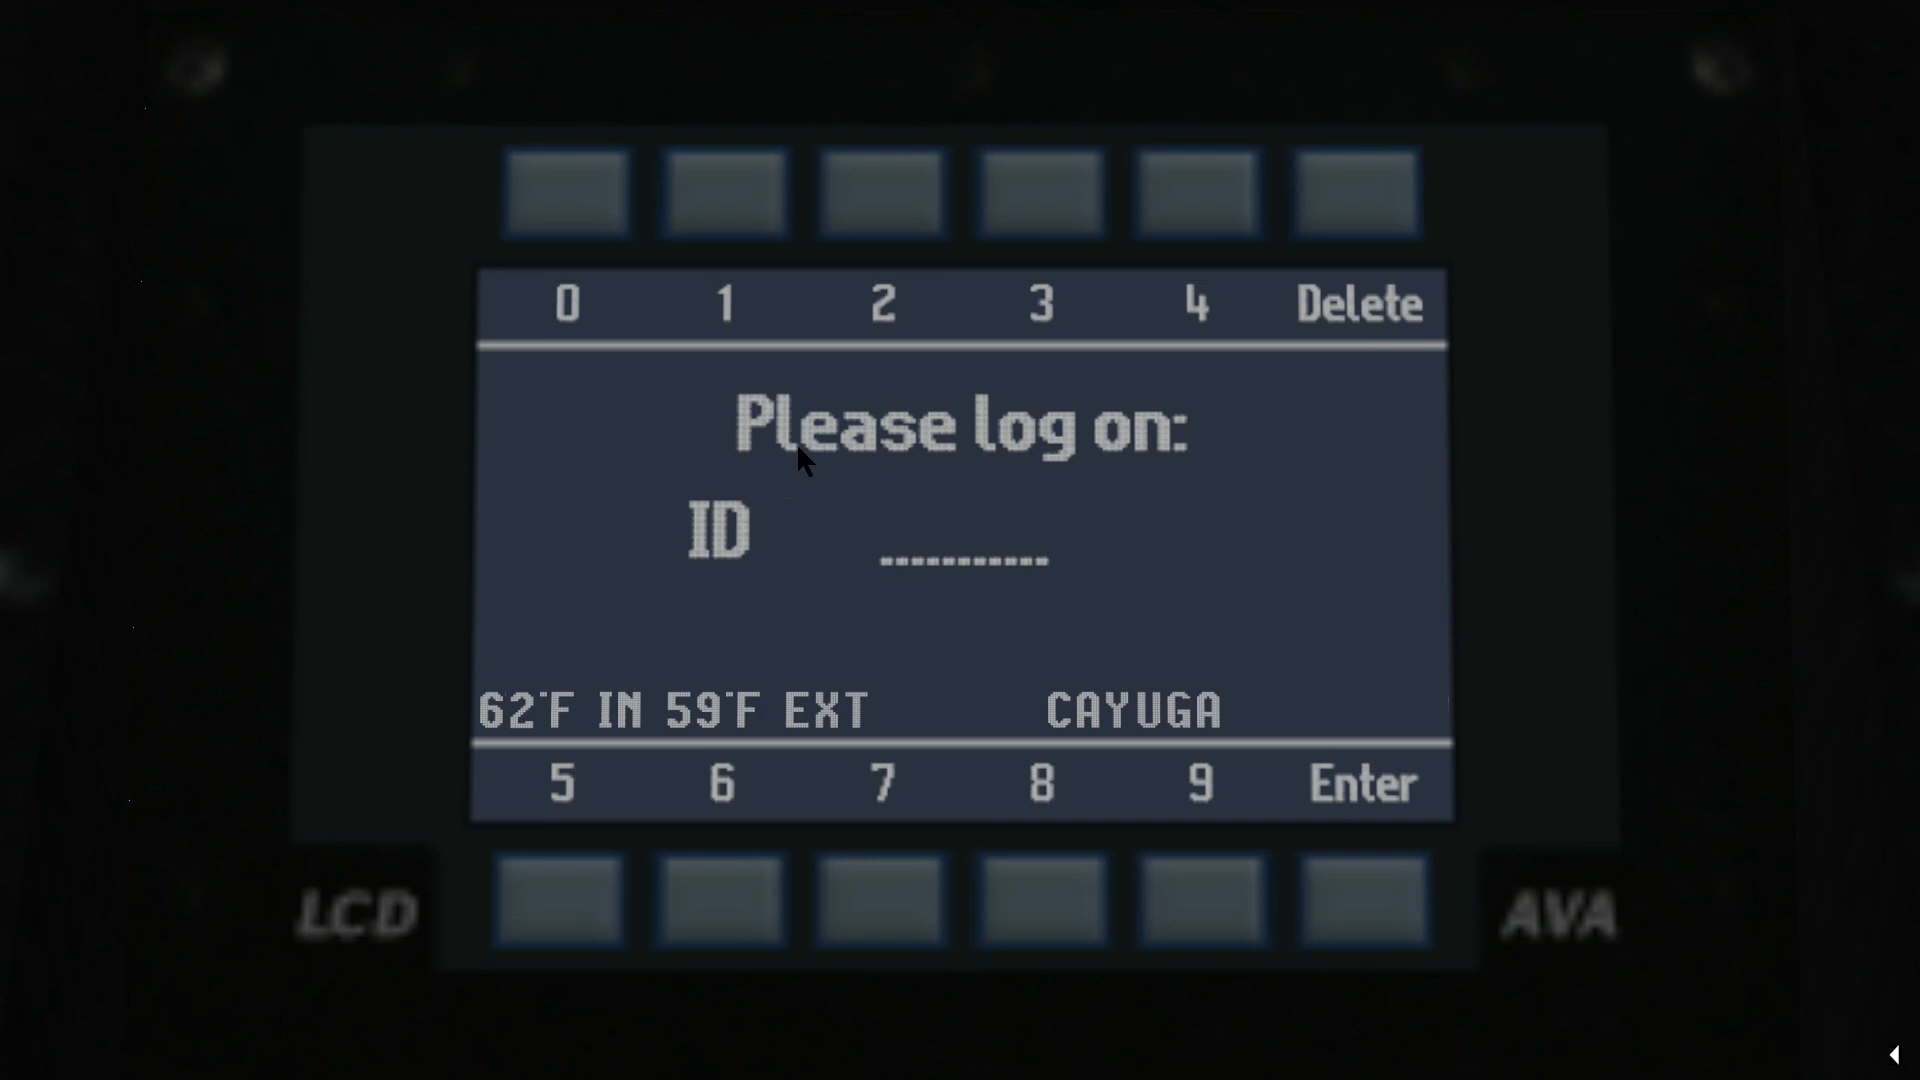 0 1 2 3 4 Delete
Please log on:
ID ___________
62°F IN 59°F EXT CAYUGA
5 6 7 8 9 Enter
LCD AVA